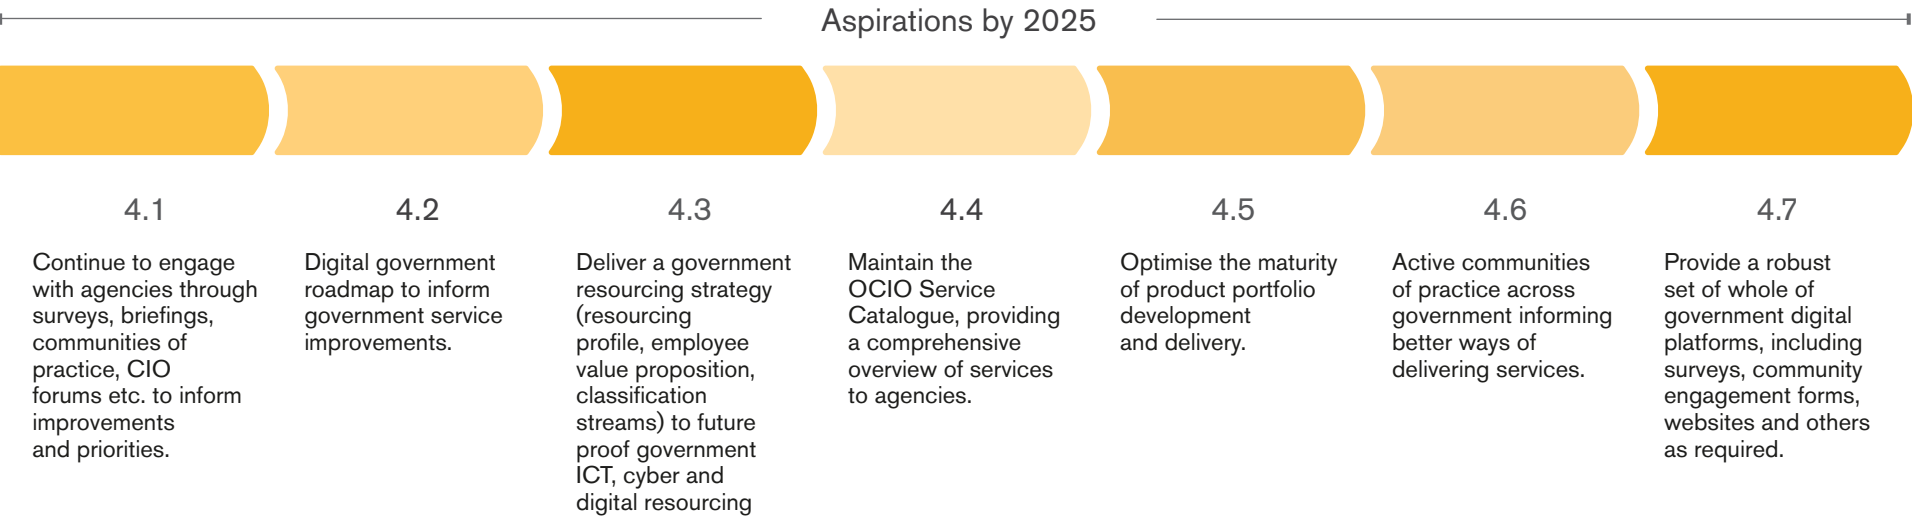 Aspirations by 2025
4.1
Continue to engage
with agencies through
surveys, briefings,
communities of
practice, CIO
forums etc. to inform
improvements
and priorities.
4.2
Digital government
roadmap to inform
government service
improvements.
4.3
Deliver a government
resourcing strategy
(resourcing
profile, employee
value proposition,
classification
streams) to future
proof government
ICT, cyber and
digital resourcing
4.4
Maintain the
OCIO Service
Catalogue, providing
a comprehensive
overview of services
to agencies.
4.5
Optimise the maturity
of product portfolio
development
and delivery.
4.6
Active communities
of practice across
government informing
better ways of
delivering services.
4.7
Provide a robust
set of whole of
government digital
platforms, including
surveys, community
engagement forms,
websites and others
as required.